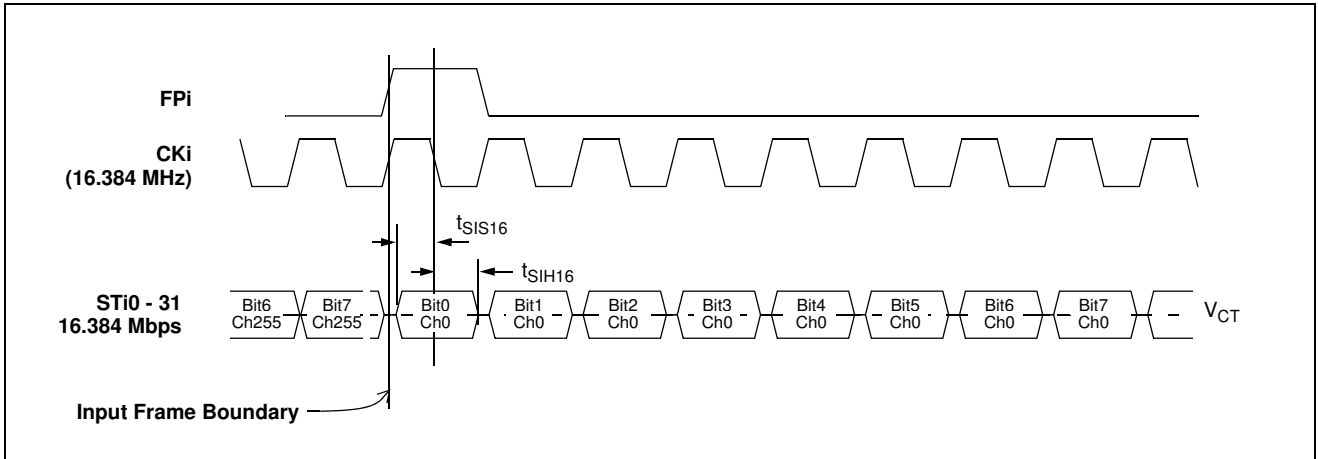 FPi
CKi
(16.384 MHz)
tSIS16
tSIH16
STi0 - 31
16.384 Mbps
Bit6 Bit7 Bit0 Bit1 Bit2 Bit3 Bit4 Bit5 Bit6 Bit7
Ch255 Ch255 Ch0 Ch0 Ch0 Ch0 Ch0 Ch0 Ch0 Ch0
VCT
Input Frame Boundary